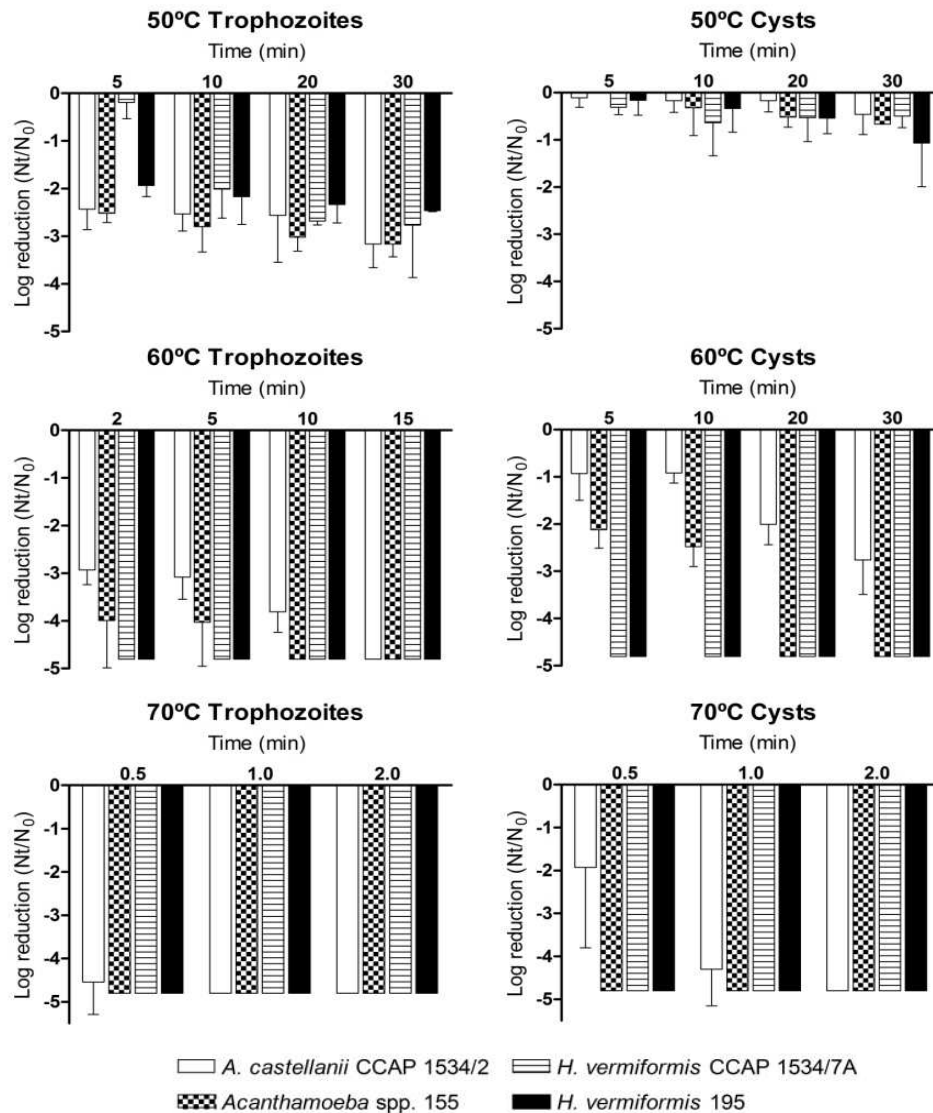 50ºC Trophozoites
Time (min)
5 10 20 30
0
-1
-2
-3
-4
-5
Log reduction (Nt/N0)
50ºC Cysts
Time (min)
5 10 20 30
0
-1
-2
-3
-4
-5
Log reduction (Nt/N0)
60ºC Trophozoites
Time (min)
2 5 10 15
0
-1
-2
-3
-4
-5
Log reduction (Nt/N0)
60ºC Cysts
Time (min)
5 10 20 30
0
-1
-2
-3
-4
-5
Log reduction (Nt/N0)
70ºC Trophozoites
Time (min)
0.5 1.0 2.0
0
-1
-2
-3
-4
-5
Log reduction (Nt/N0)
70ºC Cysts
Time (min)
0.5 1.0 2.0
0
-1
-2
-3
-4
-5
Log reduction (Nt/N0)
A. castellanii CCAP 1534/2
H. vermiformis CCAP 1534/7A
Acanthamoeba spp. 155
H. vermiformis 195